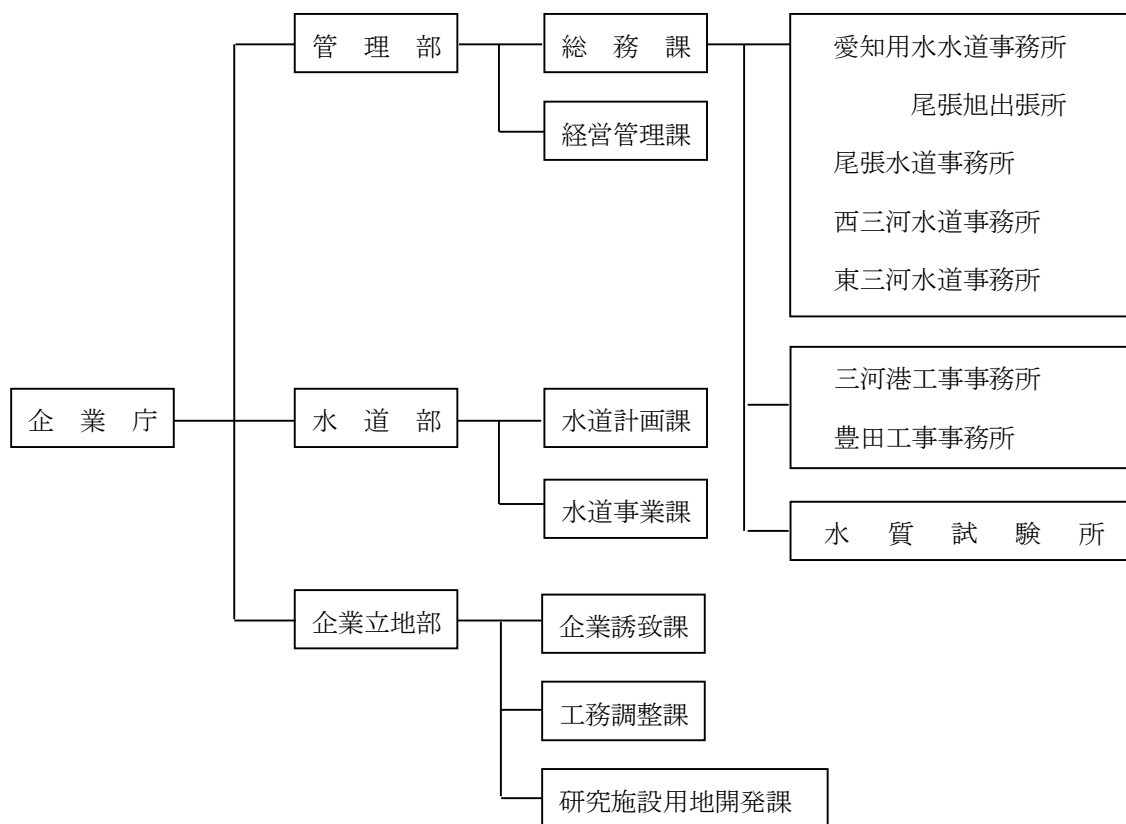 管理部
総務課
愛知用水水道事務所
尾張旭出張所
経営管理課
尾張水道事務所
西三河水道事務所
東三河水道事務所
三河港工事事務所
企業庁
水道部
水道計画課
豊田工事事務所
水道事業課
水質試験所
企業立地部
企業誘致課
工務調整課
研究施設用地開発課